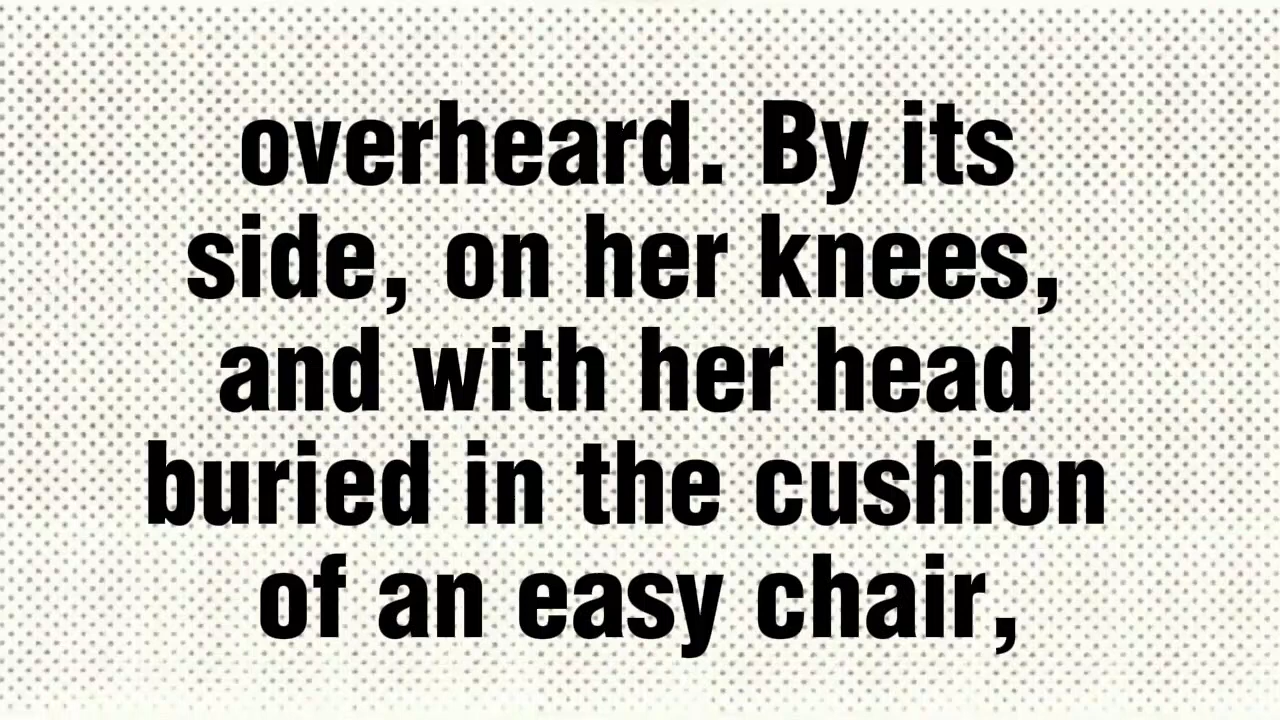 overheard. By its
side, on her knees,
and with her head
buried in the cushion
of an easy chair,